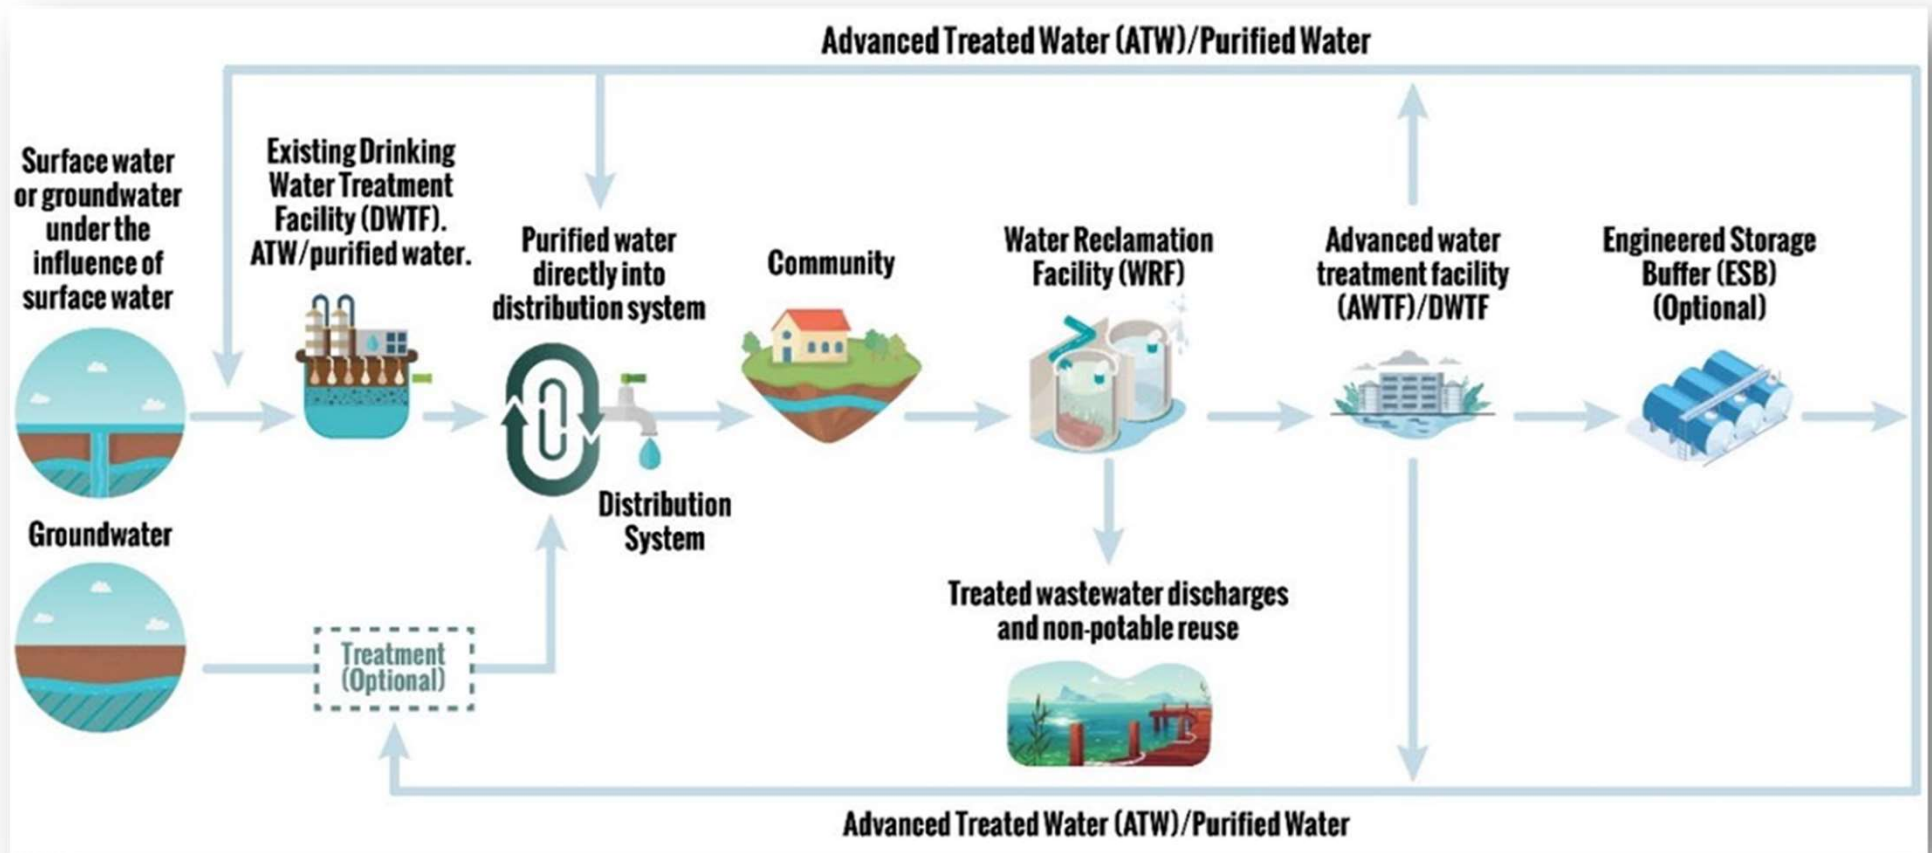 Advanced Treated Water (ATW)/Purified Water
Surface water
or groundwater
under the
influence of
surface water
Existing Drinking
Water Treatment
Facility (DWTF).
ATW/purified water.
Purified water
directly into
distribution system
Community
Water Reclamation
Facility (WRF)
Advanced water
treatment facility
(AWTF)/DWTF
Engineered Storage
Buffer (ESB)
(Optional)
Distribution
System
Groundwater
Treatment
(Optional)
Treated wastewater discharges
and non-potable reuse
Advanced Treated Water (ATW)/Purified Water